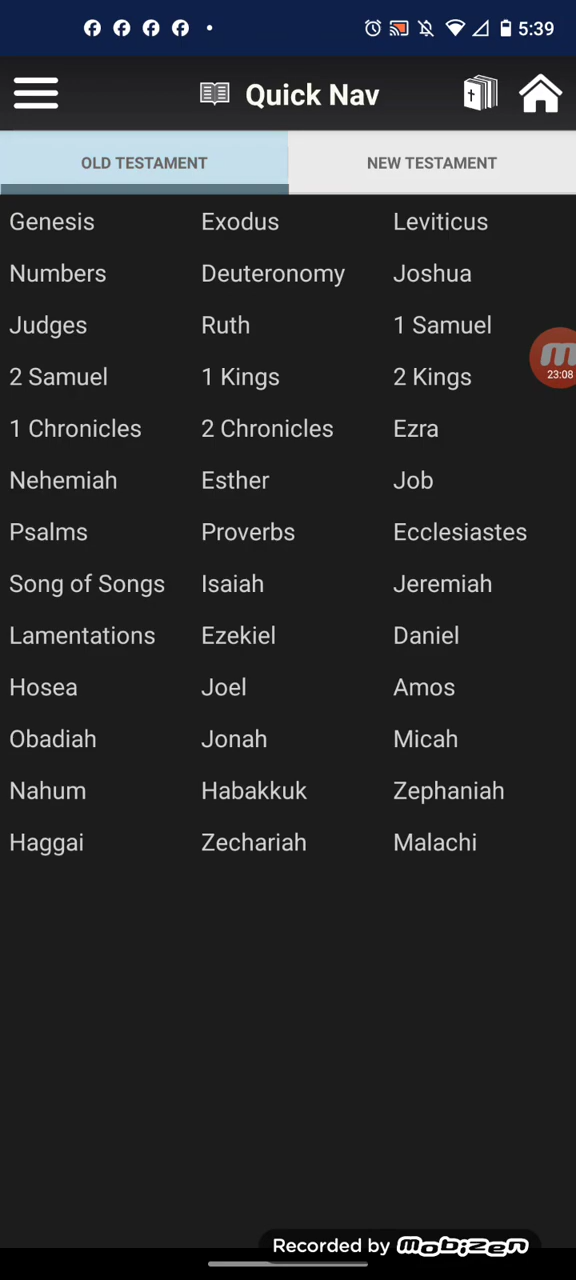 5:39
Quick Nav
OLD TESTAMENT NEW TESTAMENT
Genesis Exodus Leviticus
Numbers Deuteronomy Joshua
Judges Ruth 1 Samuel
2 Samuel 1 Kings 2 Kings
23:08
1 Chronicles 2 Chronicles Ezra
Nehemiah Esther Job
Psalms Proverbs Ecclesiastes
Song of Songs Isaiah Jeremiah
Lamentations Ezekiel Daniel
Hosea Joel Amos
Obadiah Jonah Micah
Nahum Habakkuk Zephaniah
Haggai Zechariah Malachi
Recorded by mobizen